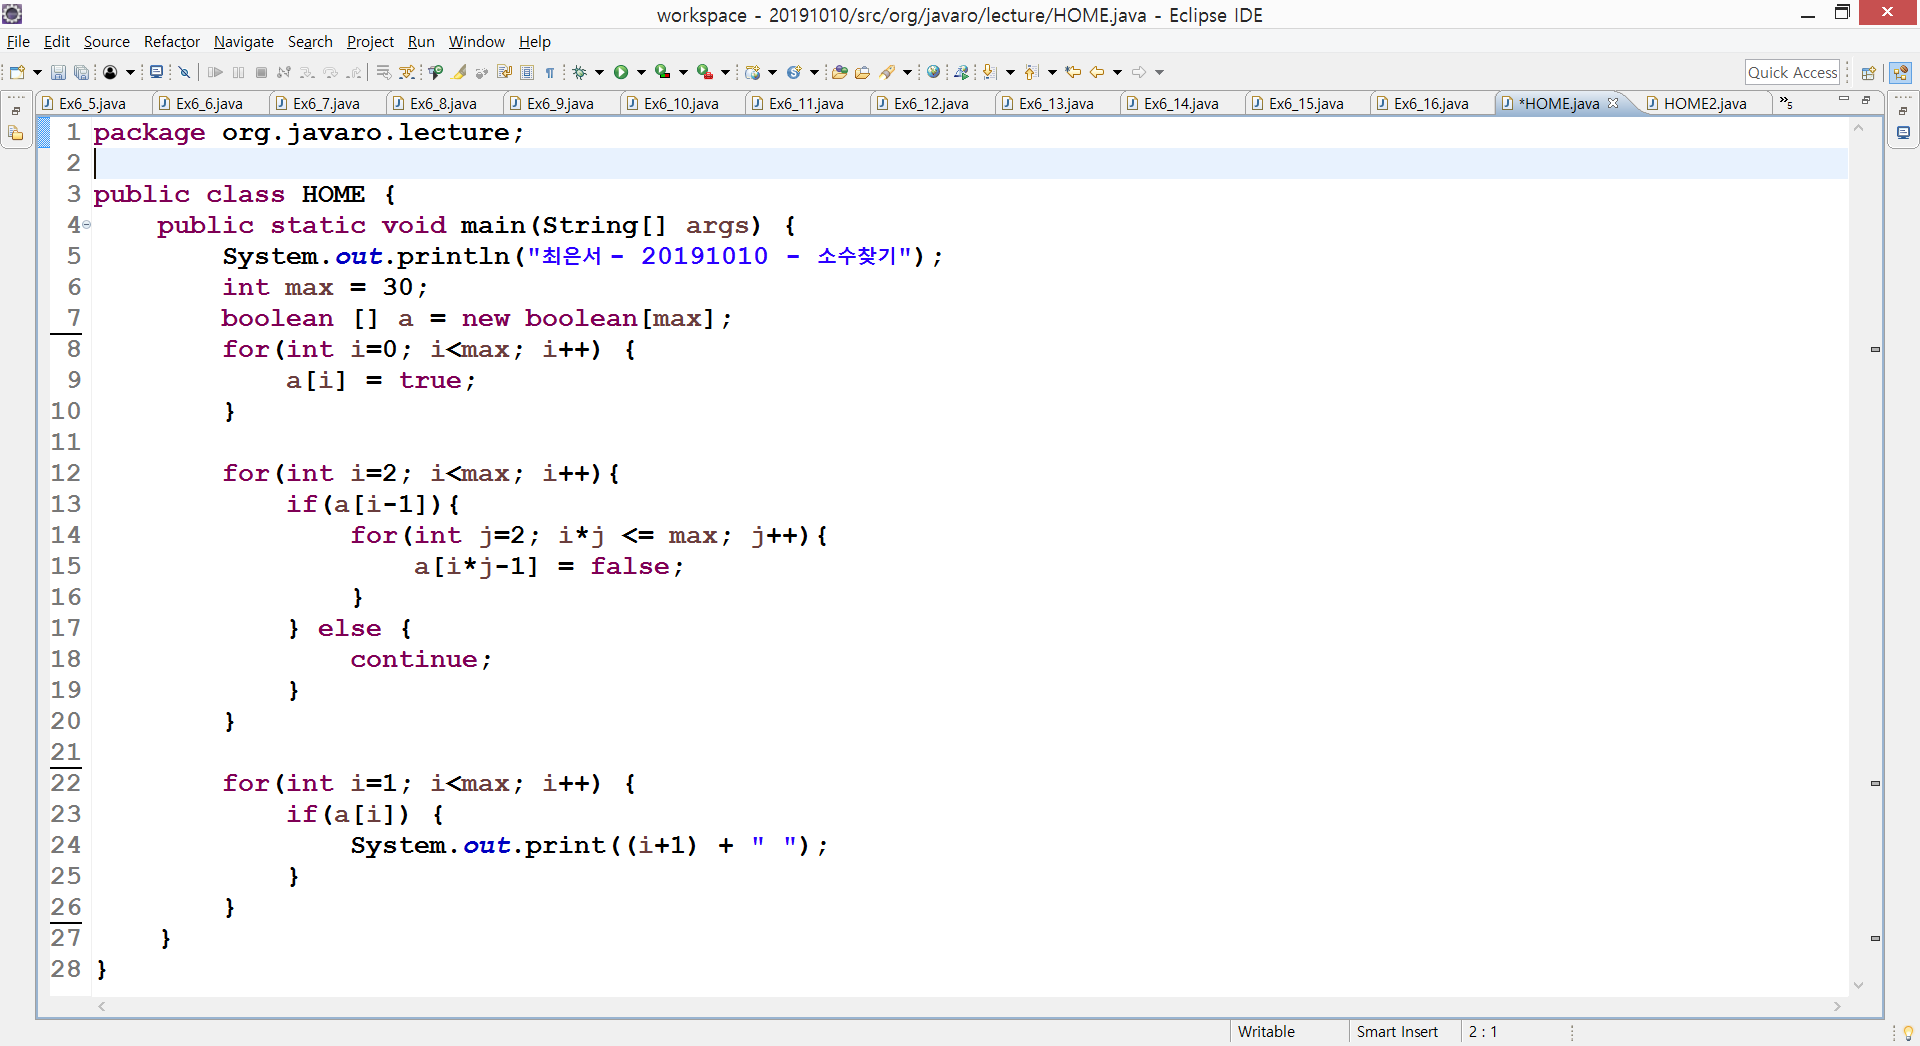 workspace - 20191010/src/org/javaro/lecture/HOME.java - Eclipse IDE
File Edit Source Refactor Navigate Search Project Run Window Help
Quick Access
Ex6_5.java Ex6_6.java Ex6_7.java Ex6_8.java Ex6_9.java Ex6_10.java Ex6_11.java Ex6_12.java Ex6_13.java Ex6_14.java Ex6_15.java Ex6_16.java *HOME.java HOME2.java »5
1 package org.javaro.lecture;
2
3 public class HOME {
4 public static void main(String[] args) {
5 System.out.println("최은서 - 20191010 - 소수찾기");
6 int max = 30;
7 boolean [] a = new boolean[max];
8 for(int i=0; i<max; i++) {
9 a[i] = true;
10 }
11
12 for(int i=2; i<max; i++){
13 if(a[i-1]){
14 for(int j=2; i*j <= max; j++){
15 a[i*j-1] = false;
16 }
17 } else {
18 continue;
19 }
20 }
21
22 for(int i=1; i<max; i++) {
23 if(a[i]) {
24 System.out.print((i+1) + " ");
25 }
26 }
27 }
28 }
Writable Smart Insert 2 : 1